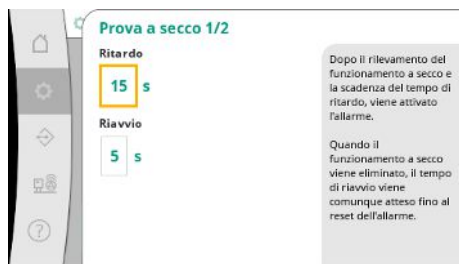 Prova a secco 1/2
Ritardo
15 s
Riavvio
5 s
Dopo il rilevamento del
funzionamento a secco e
la scadenza del tempo di
ritardo, viene attivato
l'allarme.
Quando il
funzionamento a secco
viene eliminato, il tempo
di riavvio viene
comunque atteso fino al
reset dell'allarme.